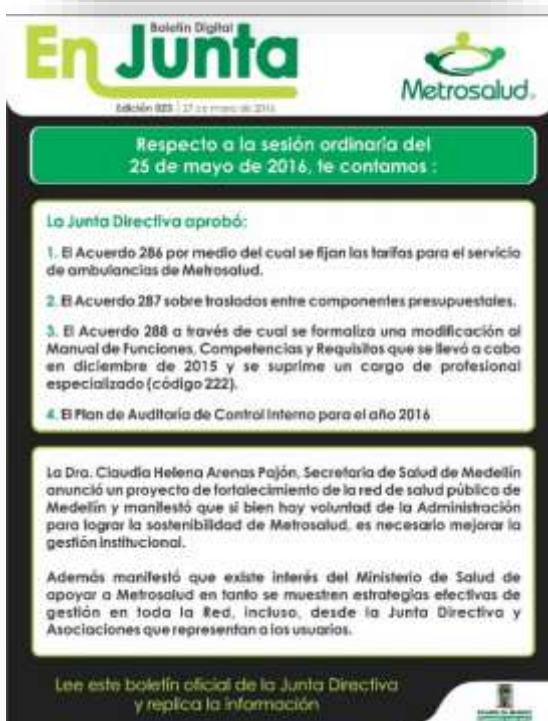 Boletín Digital
En Junta
Metrosalud
Edición 023 | 27 de mayo de 2016
Respecto a la sesión ordinaria del
25 de mayo de 2016, te contamos :
La Junta Directiva aprobó:
1. El Acuerdo 286 por medio del cual se fijan las tarifas para el servicio
de ambulancias de Metrosalud.
2. El Acuerdo 287 sobre traslados entre componentes presupuestales.
3. El Acuerdo 288 a través de cual se formaliza una modificación al
Manual de Funciones, Competencias y Requisitos que se llevó a cabo
en diciembre de 2015 y se suprime un cargo de profesional
especializado (código 222).
4. El Plan de Auditoría de Control Interno para el año 2016
La Dra. Claudia Helena Arenas Pajón, Secretaria de Salud de Medellín
anunció un proyecto de fortalecimiento de la red de salud pública de
Medellín y manifestó que si bien hay voluntad de la Administración
para lograr la sostenibilidad de Metrosalud, es necesario mejorar la
gestión institucional.
Además manifestó que existe interés del Ministerio de Salud de
apoyar a Metrosalud en tanto se muestren estrategias efectivas de
gestión en toda la Red, incluso, desde la Junta Directiva y
Asociaciones que representan a los usuarios.
Lee este boletín oficial de la Junta Directiva
y replica la información